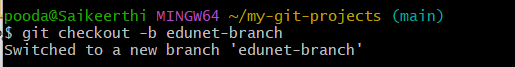 pooda@Saikeerthi MINGW64 ~/my-git-projects (main)
$ git checkout -b edunet-branch
Switched to a new branch 'edunet-branch'